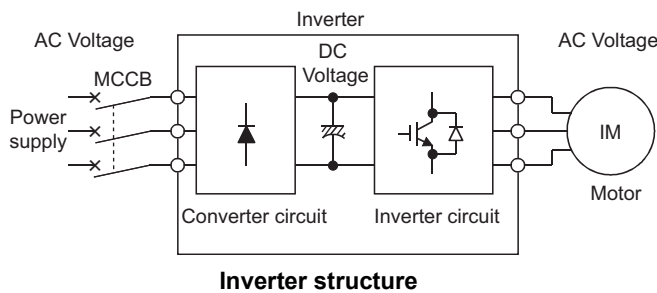 Inverter
AC Voltage
DC
Voltage
AC Voltage
MCCB
Power
supply
IM
Motor
Converter circuit
Inverter circuit
Inverter structure